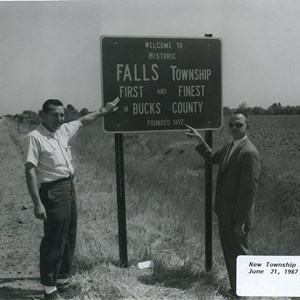 WELCOME TO
HISTORIC
FALLS TOWNSHIP
FIRST AND FINEST
IN BUCKS COUNTY
FOUNDED 1692
New Township
June 21, 1967